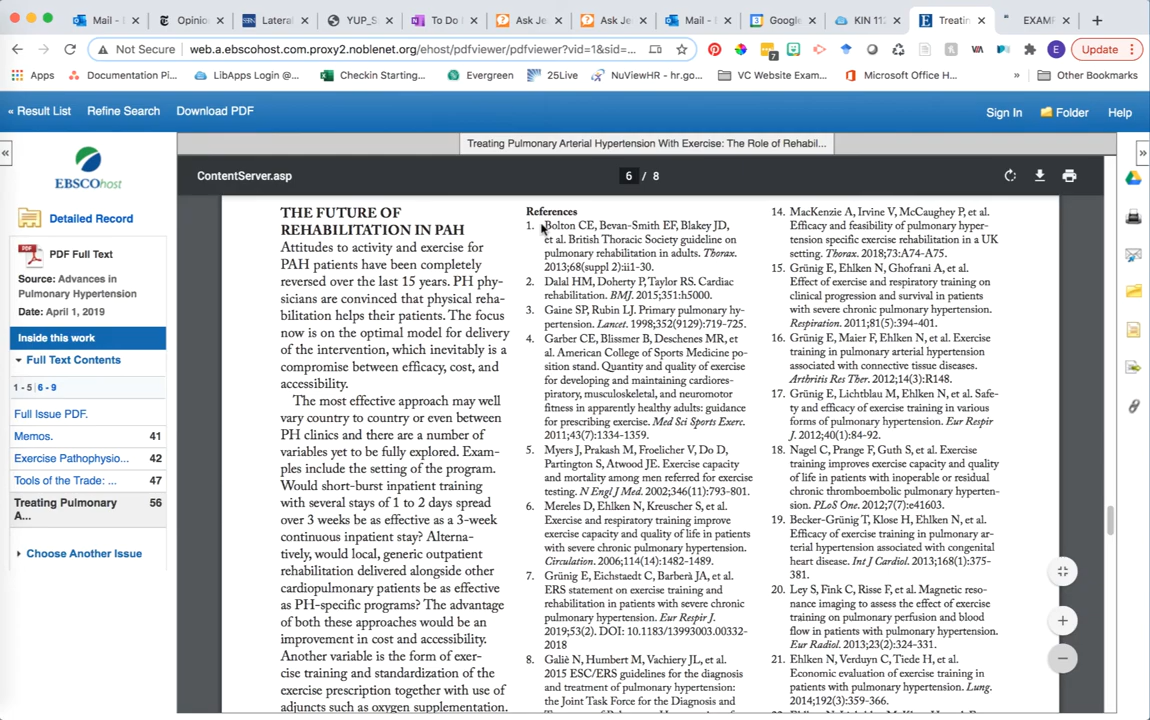 Mail -
Opinio
Lateral
YUP_S
To Do
Ask Je
Ask Je
Mail -
Google
KIN 112
Treatin
EXAMP
Not Secure
web.a.ebscohost.com.proxy2.noblenet.org/ehost/pdfviewer/pdfviewer?vid=1&sid=...
7
E
Update
Apps
Documentation Pl...
LibApps Login @...
Checkin Starting...
Evergreen
25Live
NuViewHR - hr.go...
VC Website Exam...
Microsoft Office H...
»
Other Bookmarks
« Result List
Refine Search
Download PDF
Sign In
Folder
Help
Treating Pulmonary Arterial Hypertension With Exercise: The Role of Rehabil...
«
»
EBSCOhost
Detailed Record
PDF Full Text
Source: Advances in
Pulmonary Hypertension
Date: April 1, 2019
Inside this work
Full Text Contents
1 - 5 | 6 - 9
Full Issue PDF.
Memos. 41
Exercise Pathophysio... 42
Tools of the Trade: ... 47
Treating Pulmonary 56
A...
Choose Another Issue
ContentServer.asp
6 / 8
THE FUTURE OF
REHABILITATION IN PAH
Attitudes to activity and exercise for
PAH patients have been completely
reversed over the last 15 years. PH phy-
sicians are convinced that physical reha-
bilitation helps their patients. The focus
now is on the optimal model for delivery
of the intervention, which inevitably is a
compromise between efficacy, cost, and
accessibility.
The most effective approach may well
vary country to country or even between
PH clinics and there are a number of
variables yet to be fully explored. Exam-
ples include the setting of the program.
Would short-burst inpatient training
with several stays of 1 to 2 days spread
over 3 weeks be as effective as a 3-week
continuous inpatient stay? Alterna-
tively, would local, generic outpatient
rehabilitation delivered alongside other
cardiopulmonary patients be as effective
as PH-specific programs? The advantage
of both these approaches would be an
improvement in cost and accessibility.
Another variable is the form of exer-
cise training and standardization of the
exercise prescription together with use of
adjuncts such as oxygen supplementation.
References
1. Bolton CE, Bevan-Smith EF, Blakey JD,
et al. British Thoracic Society guideline on
pulmonary rehabilitation in adults. Thorax.
2013;68(suppl 2):ii1-30.
2. Dalal HM, Doherty P, Taylor RS. Cardiac
rehabilitation. BMJ. 2015;351:h5000.
3. Gaine SP, Rubin LJ. Primary pulmonary hy-
pertension. Lancet. 1998;352(9129):719-725.
4. Garber CE, Blissmer B, Deschenes MR, et
al. American College of Sports Medicine po-
sition stand. Quantity and quality of exercise
for developing and maintaining cardiores-
piratory, musculoskeletal, and neuromotor
fitness in apparently healthy adults: guidance
for prescribing exercise. Med Sci Sports Exerc.
2011;43(7):1334-1359.
5. Myers J, Prakash M, Froelicher V, Do D,
Partington S, Atwood JE. Exercise capacity
and mortality among men referred for exercise
testing. N Engl J Med. 2002;346(11):793-801.
6. Mereles D, Ehlken N, Kreuscher S, et al.
Exercise and respiratory training improve
exercise capacity and quality of life in patients
with severe chronic pulmonary hypertension.
Circulation. 2006;114(14):1482-1489.
7. Grünig E, Eichstaedt C, Barberà JA, et al.
ERS statement on exercise training and
rehabilitation in patients with severe chronic
pulmonary hypertension. Eur Respir J.
2019;53(2). DOI: 10.1183/13993003.00332-
2018
8. Galiè N, Humbert M, Vachiery JL, et al.
2015 ESC/ERS guidelines for the diagnosis
and treatment of pulmonary hypertension:
the Joint Task Force for the Diagnosis and
14. MacKenzie A, Irvine V, McCaughey P, et al.
Efficacy and feasibility of pulmonary hyper-
tension specific exercise rehabilitation in a UK
setting. Thorax. 2018;73:A74-A75.
15. Grünig E, Ehlken N, Ghofrani A, et al.
Effect of exercise and respiratory training on
clinical progression and survival in patients
with severe chronic pulmonary hypertension.
Respiration. 2011;81(5):394-401.
16. Grünig E, Maier F, Ehlken N, et al. Exercise
training in pulmonary arterial hypertension
associated with connective tissue diseases.
Arthritis Res Ther. 2012;14(3):R148.
17. Grünig E, Lichtblau M, Ehlken N, et al. Safe-
ty and efficacy of exercise training in various
forms of pulmonary hypertension. Eur Respir
J. 2012;40(1):84-92.
18. Nagel C, Prange F, Guth S, et al. Exercise
training improves exercise capacity and quality
of life in patients with inoperable or residual
chronic thromboembolic pulmonary hyperten-
sion. PLoS One. 2012;7(7):e41603.
19. Becker-Grünig T, Klose H, Ehlken N, et al.
Efficacy of exercise training in pulmonary ar-
terial hypertension associated with congenital
heart disease. Int J Cardiol. 2013;168(1):375-
381.
20. Ley S, Fink C, Risse F, et al. Magnetic reso-
nance imaging to assess the effect of exercise
training on pulmonary perfusion and blood
flow in patients with pulmonary hypertension.
Eur Radiol. 2013;23(2):324-331.
21. Ehlken N, Verduyn C, Tiede H, et al.
Economic evaluation of exercise training in
patients with pulmonary hypertension. Lung.
2014;192(3):359-366.